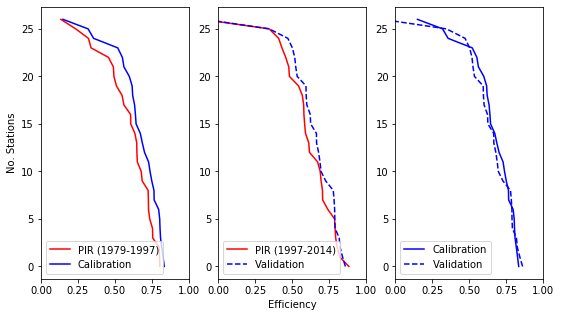 No. Stations
25
20
15
10
5
0
PIR (1979-1997)
Calibration
0.00 0.25 0.50 0.75 1.00
25
20
15
10
5
0
PIR (1997-2014)
Validation
0.00 0.25 0.50 0.75 1.00
Efficiency
25
20
15
10
5
0
Calibration
Validation
0.00 0.25 0.50 0.75 1.00